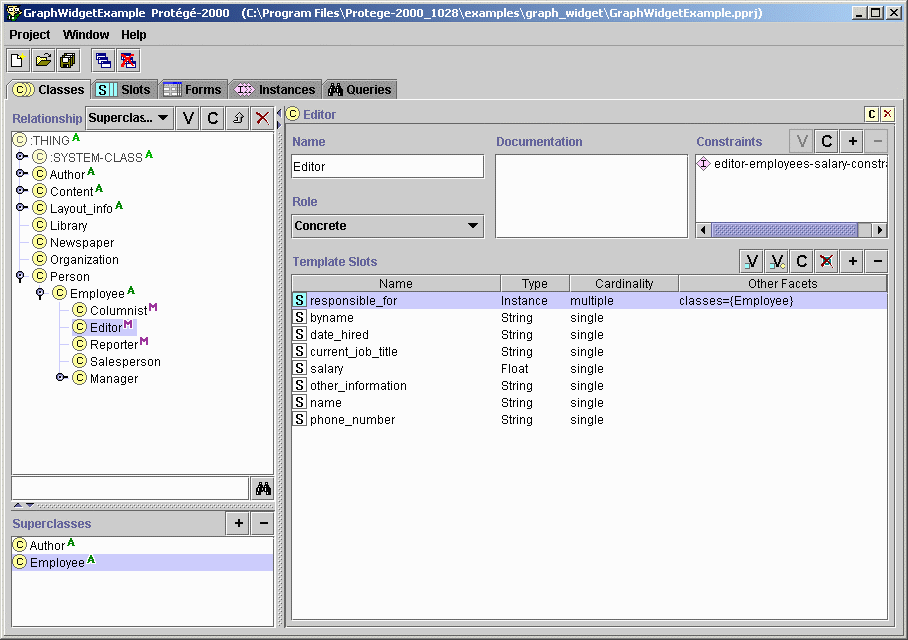 GraphWidgetExample Protégé-2000 (C:\Program Files\Protege-2000_1028\examples\graph_widget\GraphWidgetExample.pprj)
Project Window Help
C Classes S Slots Forms I Instances Queries
Relationship Superclas... V C
C :THING A
C :SYSTEM-CLASS A
C Author A
C Content A
C Layout_info A
C Library
C Newspaper
C Organization
C Person
C Employee A
C Columnist M
C Editor M
C Reporter M
C Salesperson
C Manager
Superclasses + −
C Author A
C Employee A
C Editor C
Name
Editor
Role
Concrete
Documentation
Constraints V C + −
I editor-employees-salary-constra
Template Slots V V C X + −
Name Type Cardinality Other Facets
S responsible_for Instance multiple classes={Employee}
S byname String single
S date_hired String single
S current_job_title String single
S salary Float single
S other_information String single
S name String single
S phone_number String single